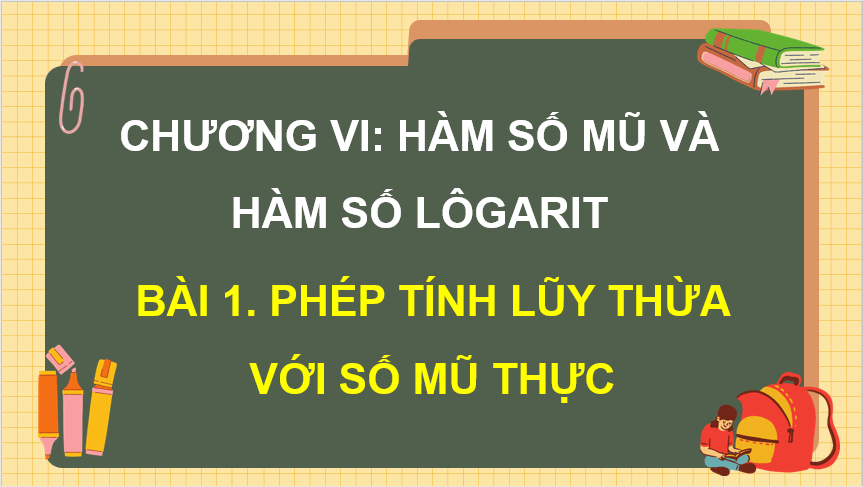 CHƯƠNG VI: HÀM SỐ MŨ VÀ
HÀM SỐ LÔGARIT
BÀI 1. PHÉP TÍNH LŨY THỪA
VỚI SỐ MŨ THỰC